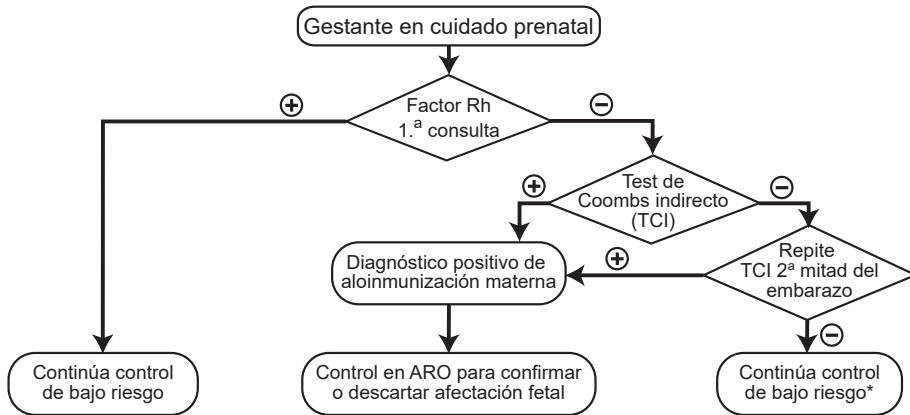 Gestante en cuidado prenatal
+
Factor Rh
1.ª consulta
−
+
Test de
Coombs indirecto
(TCI)
−
Diagnóstico positivo de
aloinmunización materna
+
Repite
TCI 2ª mitad del
embarazo
−
Continúa control
de bajo riesgo
Control en ARO para confirmar
o descartar afectación fetal
Continúa control
de bajo riesgo*